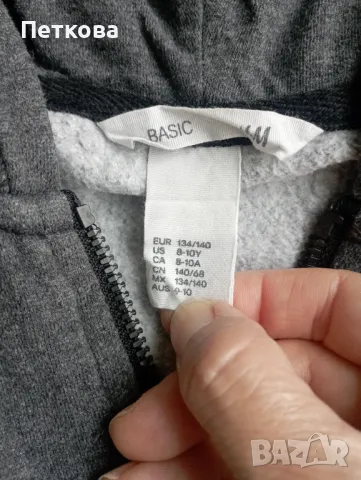 Петкова
BASIC H&M
EUR 134/140
US 8-10Y
CA 8-10A
CN 140/68
MX 134/140
AUS 9-10
BAZAR